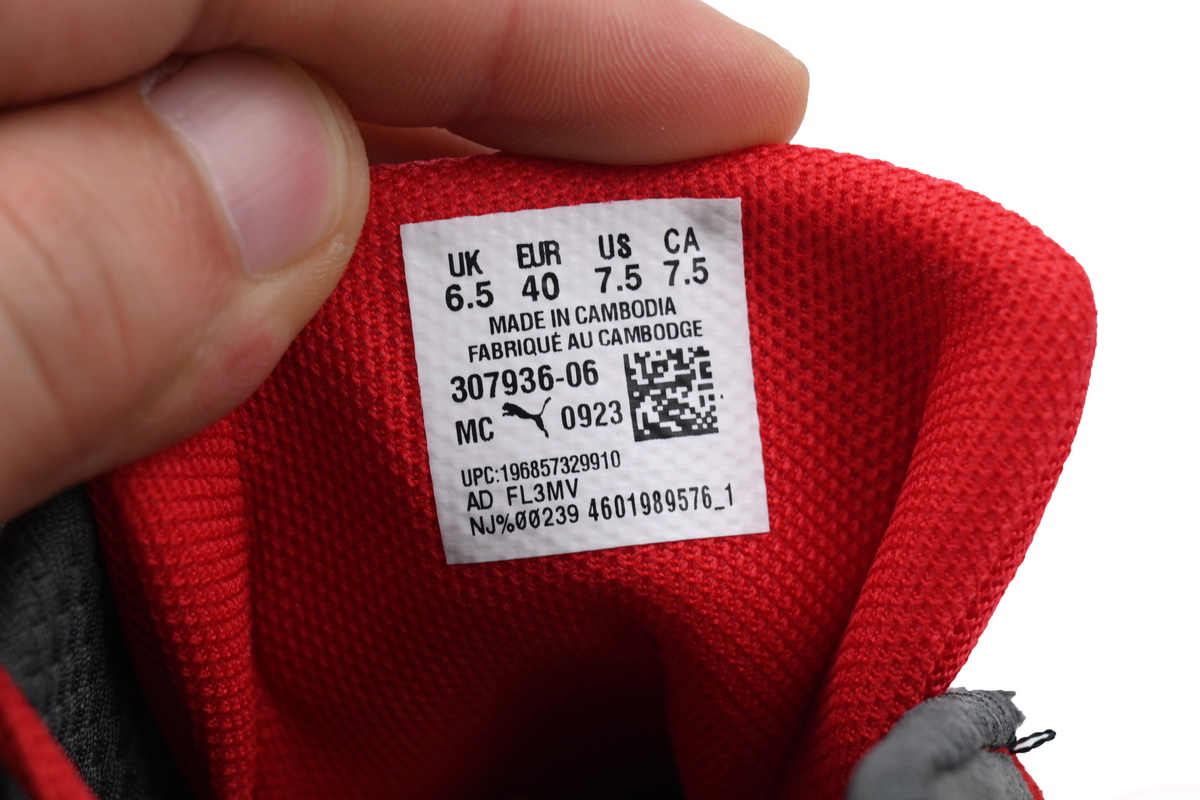 UK EUR US CA
6.5 40 7.5 7.5
MADE IN CAMBODIA
FABRIQUÉ AU CAMBODGE
307936-06
MC 0923
UPC:196857329910
AD FL3MV
NJ%00239 4601989576_1